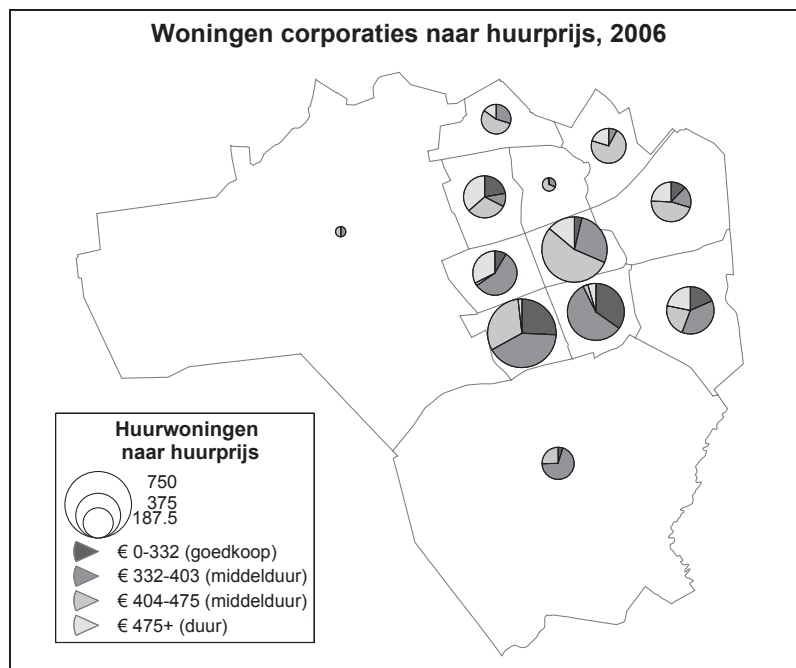 Woningen corporaties naar huurprijs, 2006
Huurwoningen
naar huurprijs
750
375
187.5
€ 0-332 (goedkoop)
€ 332-403 (middelduur)
€ 404-475 (middelduur)
€ 475+ (duur)